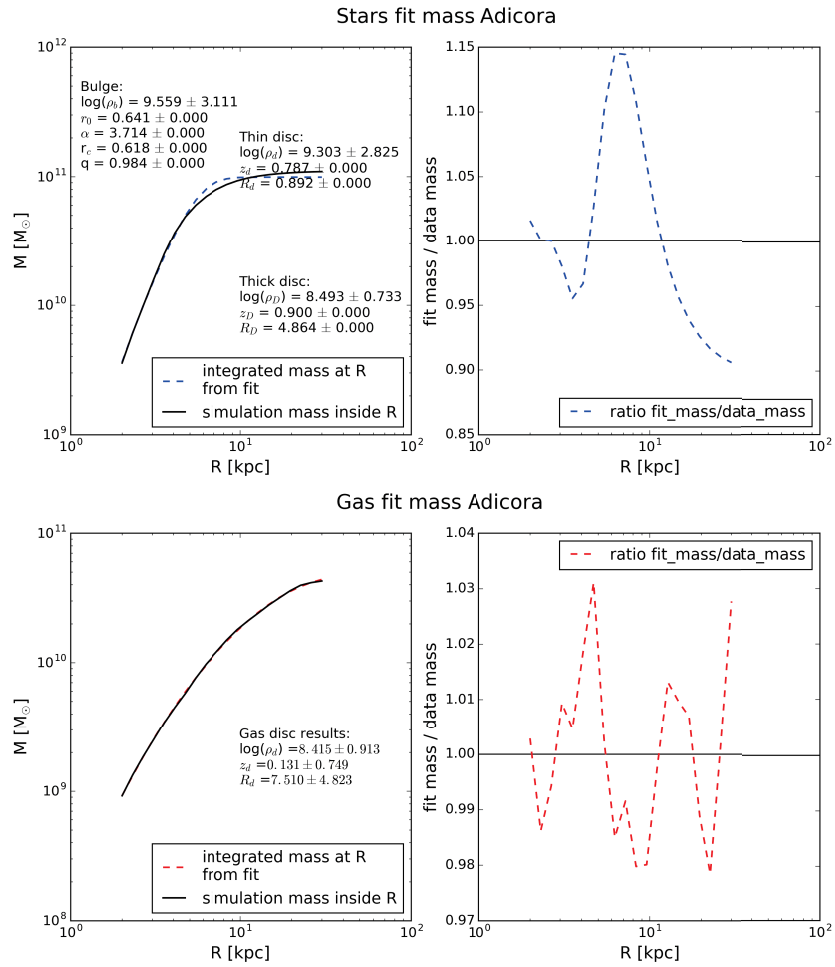 Stars fit mass Adicora
10^12
10^11
10^10
10^9
M [M_⊙]
Bulge:
log(ρ_b) = 9.559 ± 3.111
r_0 = 0.641 ± 0.000
α = 3.714 ± 0.000
r_c = 0.618 ± 0.000
q = 0.984 ± 0.000
Thin disc:
log(ρ_d) = 9.303 ± 2.825
z_d = 0.787 ± 0.000
R_d = 0.892 ± 0.000
Thick disc:
log(ρ_D) = 8.493 ± 0.733
z_D = 0.900 ± 0.000
R_D = 4.864 ± 0.000
integrated mass at R
from fit
s mulation mass inside R
10^0 10^1 10^2
R [kpc]
1.15
1.10
1.05
1.00
0.95
0.90
0.85
fit mass / data mass
ratio fit_mass/data_mass
10^0 10^1 10^2
R [kpc]
Gas fit mass Adicora
10^11
10^10
10^9
10^8
M [M_⊙]
Gas disc results:
log(ρ_d) =8.415 ± 0.913
z_d =0.131 ± 0.749
R_d =7.510 ± 4.823
integrated mass at R
from fit
s mulation mass inside R
10^0 10^1 10^2
R [kpc]
1.04
1.03
1.02
1.01
1.00
0.99
0.98
0.97
fit mass / data mass
ratio fit_mass/data_mass
10^0 10^1 10^2
R [kpc]